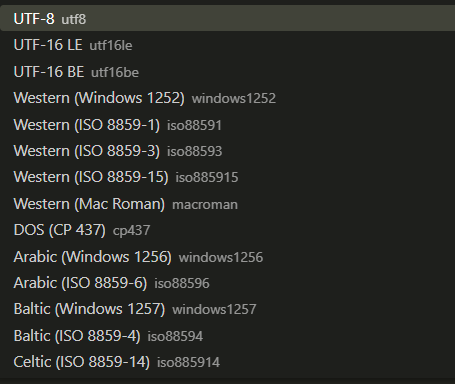 UTF-8 utf8
UTF-16 LE utf16le
UTF-16 BE utf16be
Western (Windows 1252) windows1252
Western (ISO 8859-1) iso88591
Western (ISO 8859-3) iso88593
Western (ISO 8859-15) iso885915
Western (Mac Roman) macroman
DOS (CP 437) cp437
Arabic (Windows 1256) windows1256
Arabic (ISO 8859-6) iso88596
Baltic (Windows 1257) windows1257
Baltic (ISO 8859-4) iso88594
Celtic (ISO 8859-14) iso885914